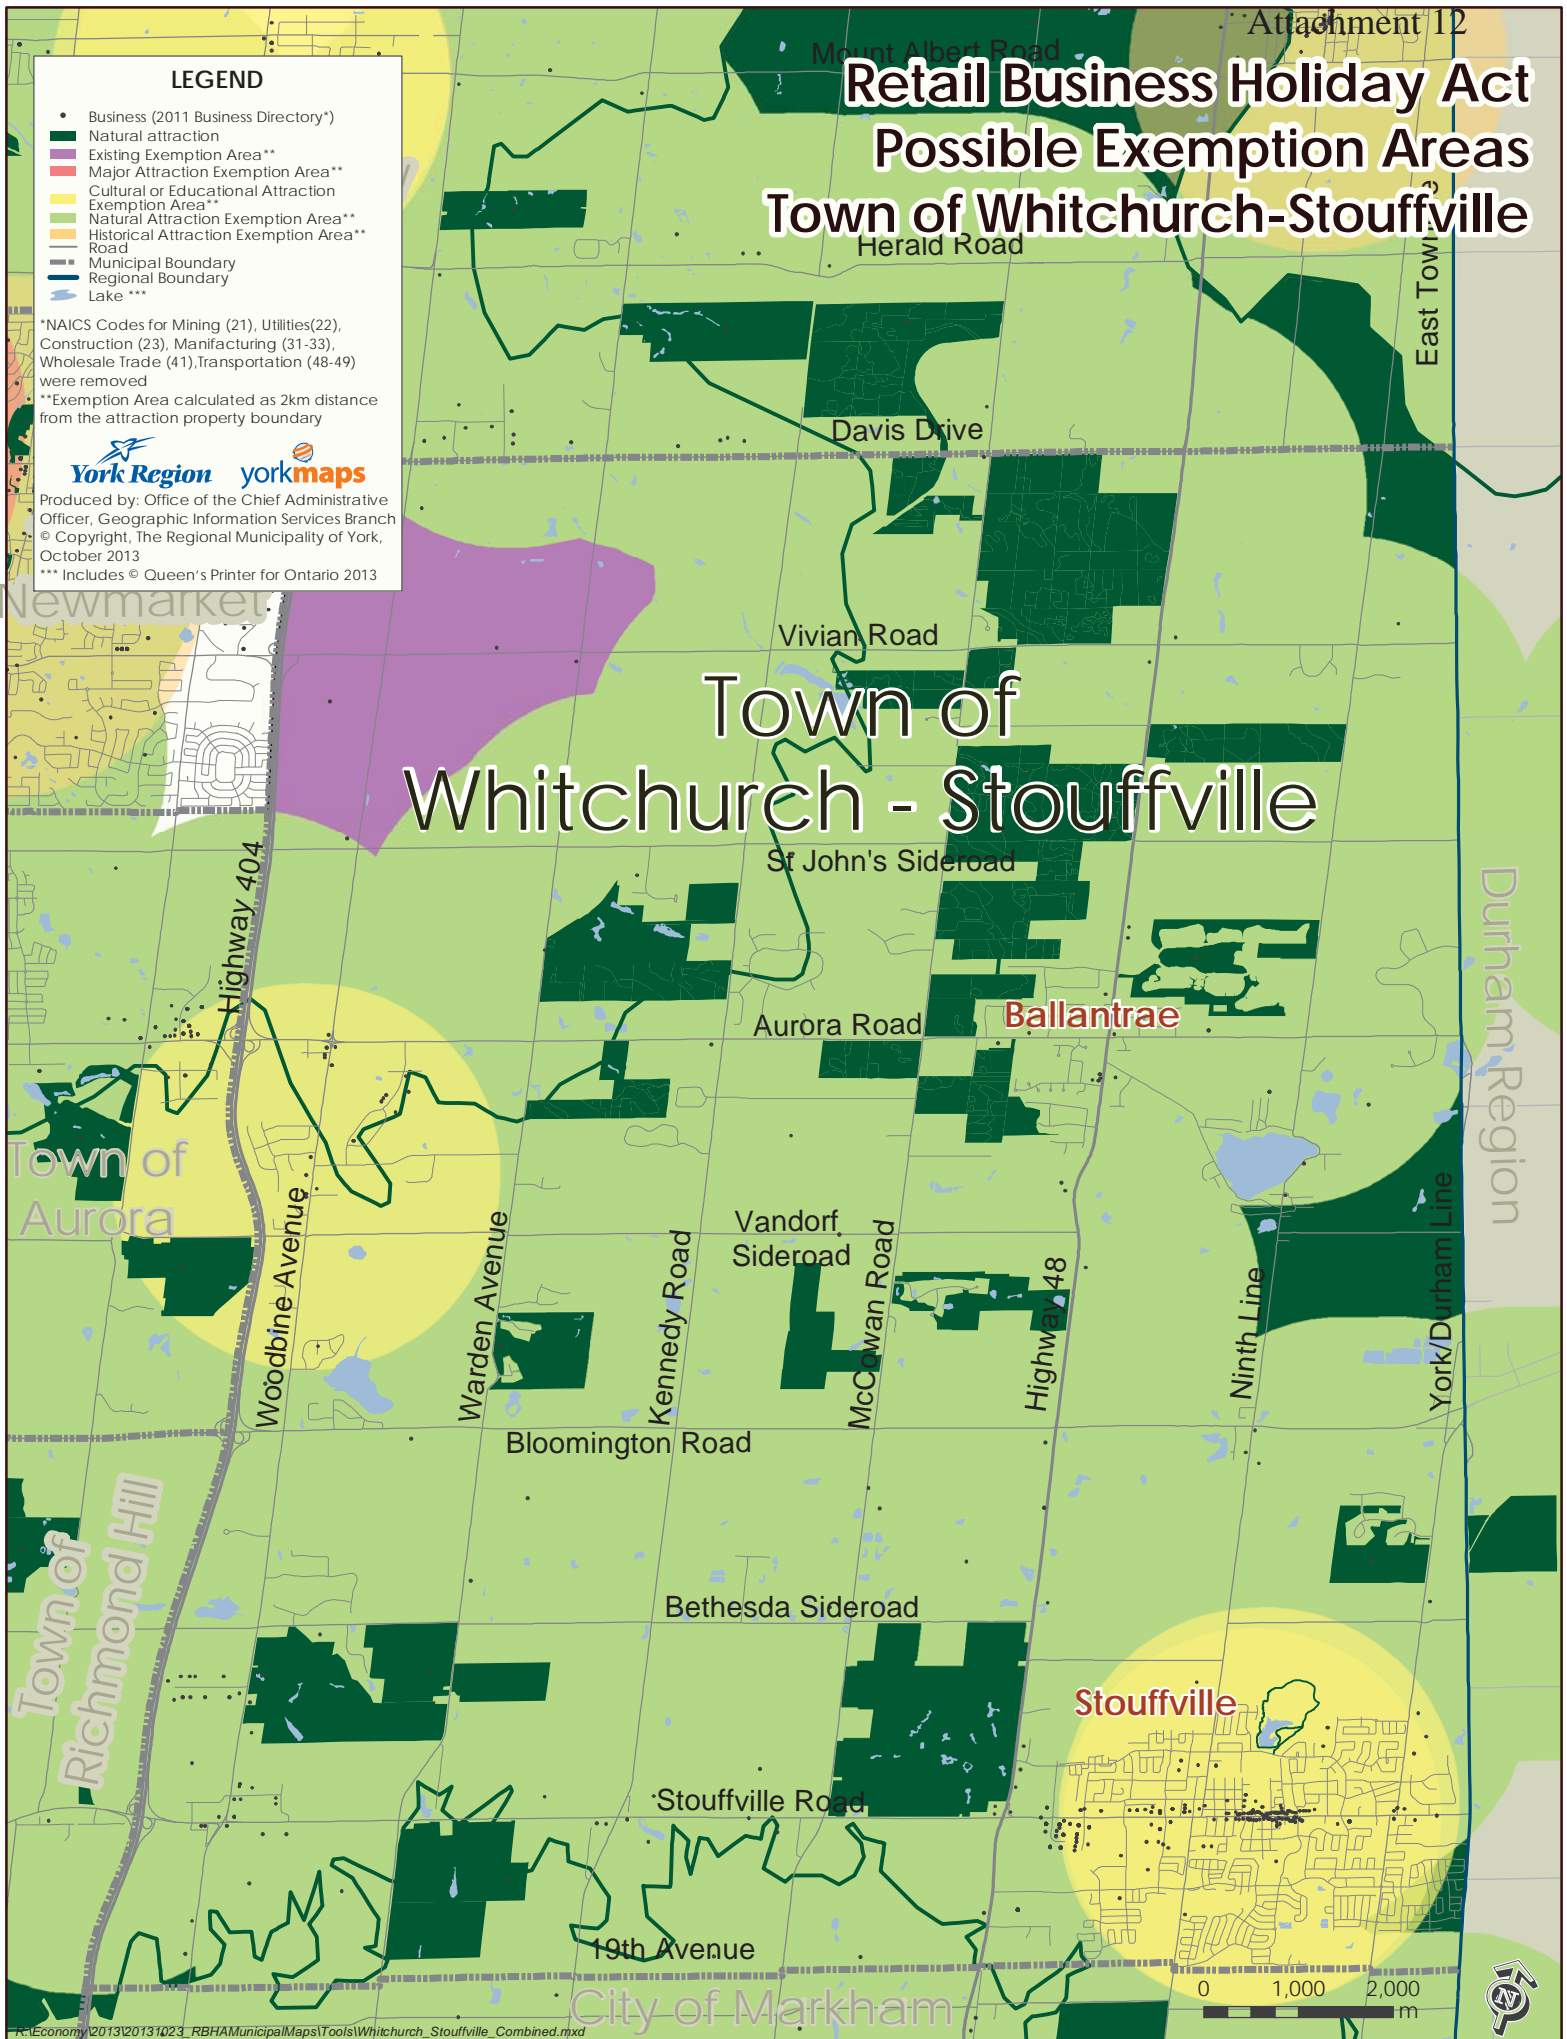 Attachment 12
Retail Business Holiday Act
Possible Exemption Areas
Town of Whitchurch-Stouffville
LEGEND
Business (2011 Business Directory*)
Natural attraction
Existing Exemption Area**
Major Attraction Exemption Area**
Cultural or Educational Attraction
Exemption Area**
Natural Attraction Exemption Area**
Historical Attraction Exemption Area**
Road
Municipal Boundary
Regional Boundary
Lake ***
*NAICS Codes for Mining (21), Utilities(22),
Construction (23), Manifacturing (31-33),
Wholesale Trade (41),Transportation (48-49)
were removed
**Exemption Area calculated as 2km distance
from the attraction property boundary
York Region
yorkmaps
Produced by: Office of the Chief Administrative
Officer, Geographic Information Services Branch
© Copyright, The Regional Municipality of York,
October 2013
*** Includes © Queen's Printer for Ontario 2013
Mount Albert Road
Herald Road
East
Davis Drive
Newmarket
Vivian Road
Town of
Whitchurch - Stouffville
St John's Sideroad
Highway 404
Durham Region
Aurora Road
Ballantrae
Town of
Aurora
Vandorf
Sideroad
Woodbine Avenue
Warden Avenue
Kennedy Road
McCowan Road
Highway 48
Ninth Line
York/Durham Line
Bloomington Road
Town of
Richmond Hill
Bethesda Sideroad
Stouffville
Stouffville Road
19th Avenue
City of Markham
0 1,000 2,000
m
N
R:\Economy\2013\20131023_RBHAMunicipalMaps\Tools\Whitchurch_Stouffville_Combined.mxd